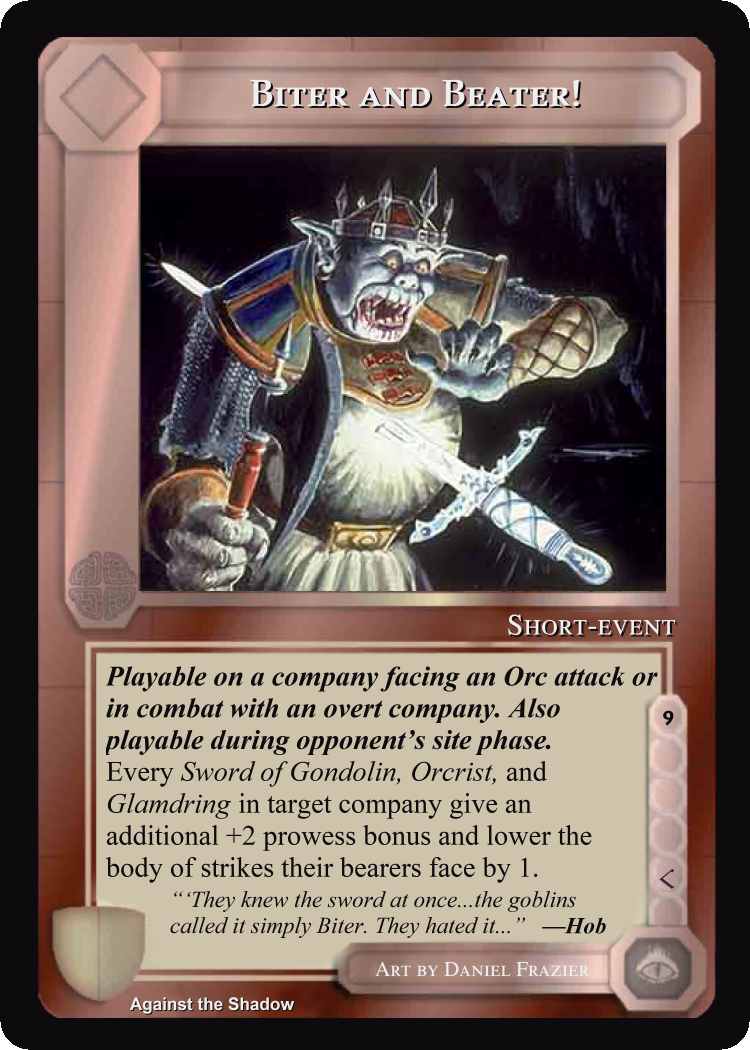 Biter and Beater!
Short-event
Playable on a company facing an Orc attack or
in combat with an overt company. Also
playable during opponent’s site phase.
9
Every Sword of Gondolin, Orcrist, and
Glamdring in target company give an
additional +2 prowess bonus and lower the
body of strikes their bearers face by 1.
“‘They knew the sword at once...the goblins
called it simply Biter. They hated it...” —Hob
Art by Daniel Frazier
Against the Shadow